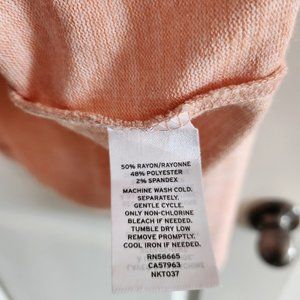 50% RAYON/RAYONNE
48% POLYESTER
2% SPANDEX
MACHINE WASH COLD.
SEPARATELY.
GENTLE CYCLE.
ONLY NON-CHLORINE
BLEACH IF NEEDED.
TUMBLE DRY LOW
REMOVE PROMPTLY.
COOL IRON IF NEEDED.
RN58665
CA57963
NKT037